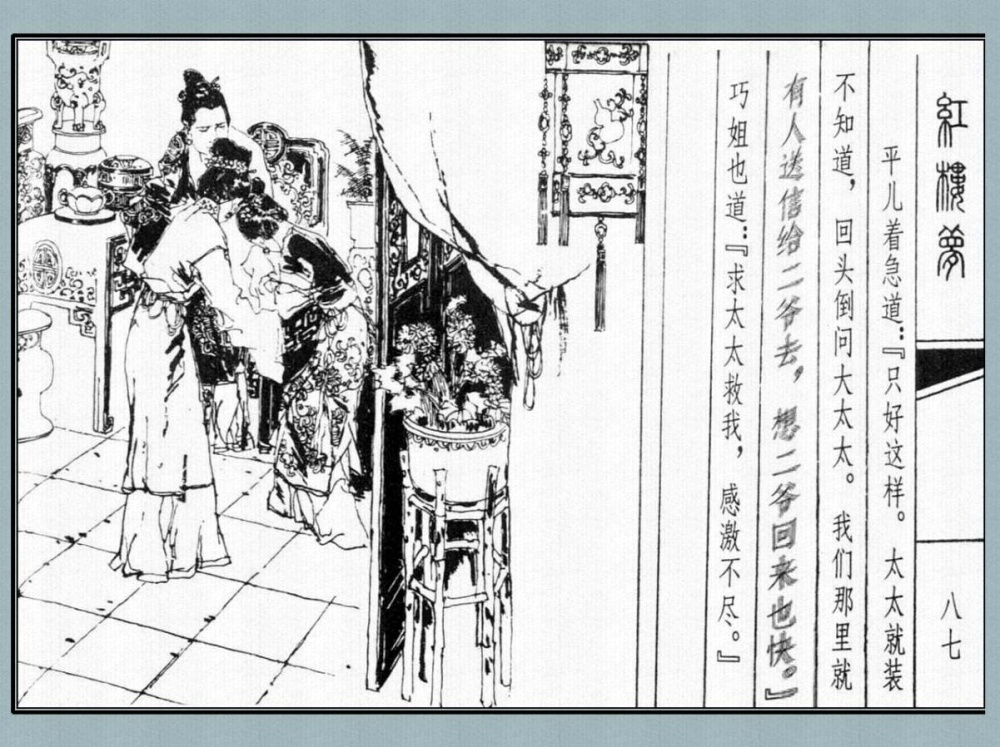 紅樓夢
八七
平儿着急道：『只好这样。太太就装
不知道，回头倒问大太太。我们那里就
有人送信给二爷去，想二爷回来也快。』
巧姐也道：『求太太救我，感激不尽。』